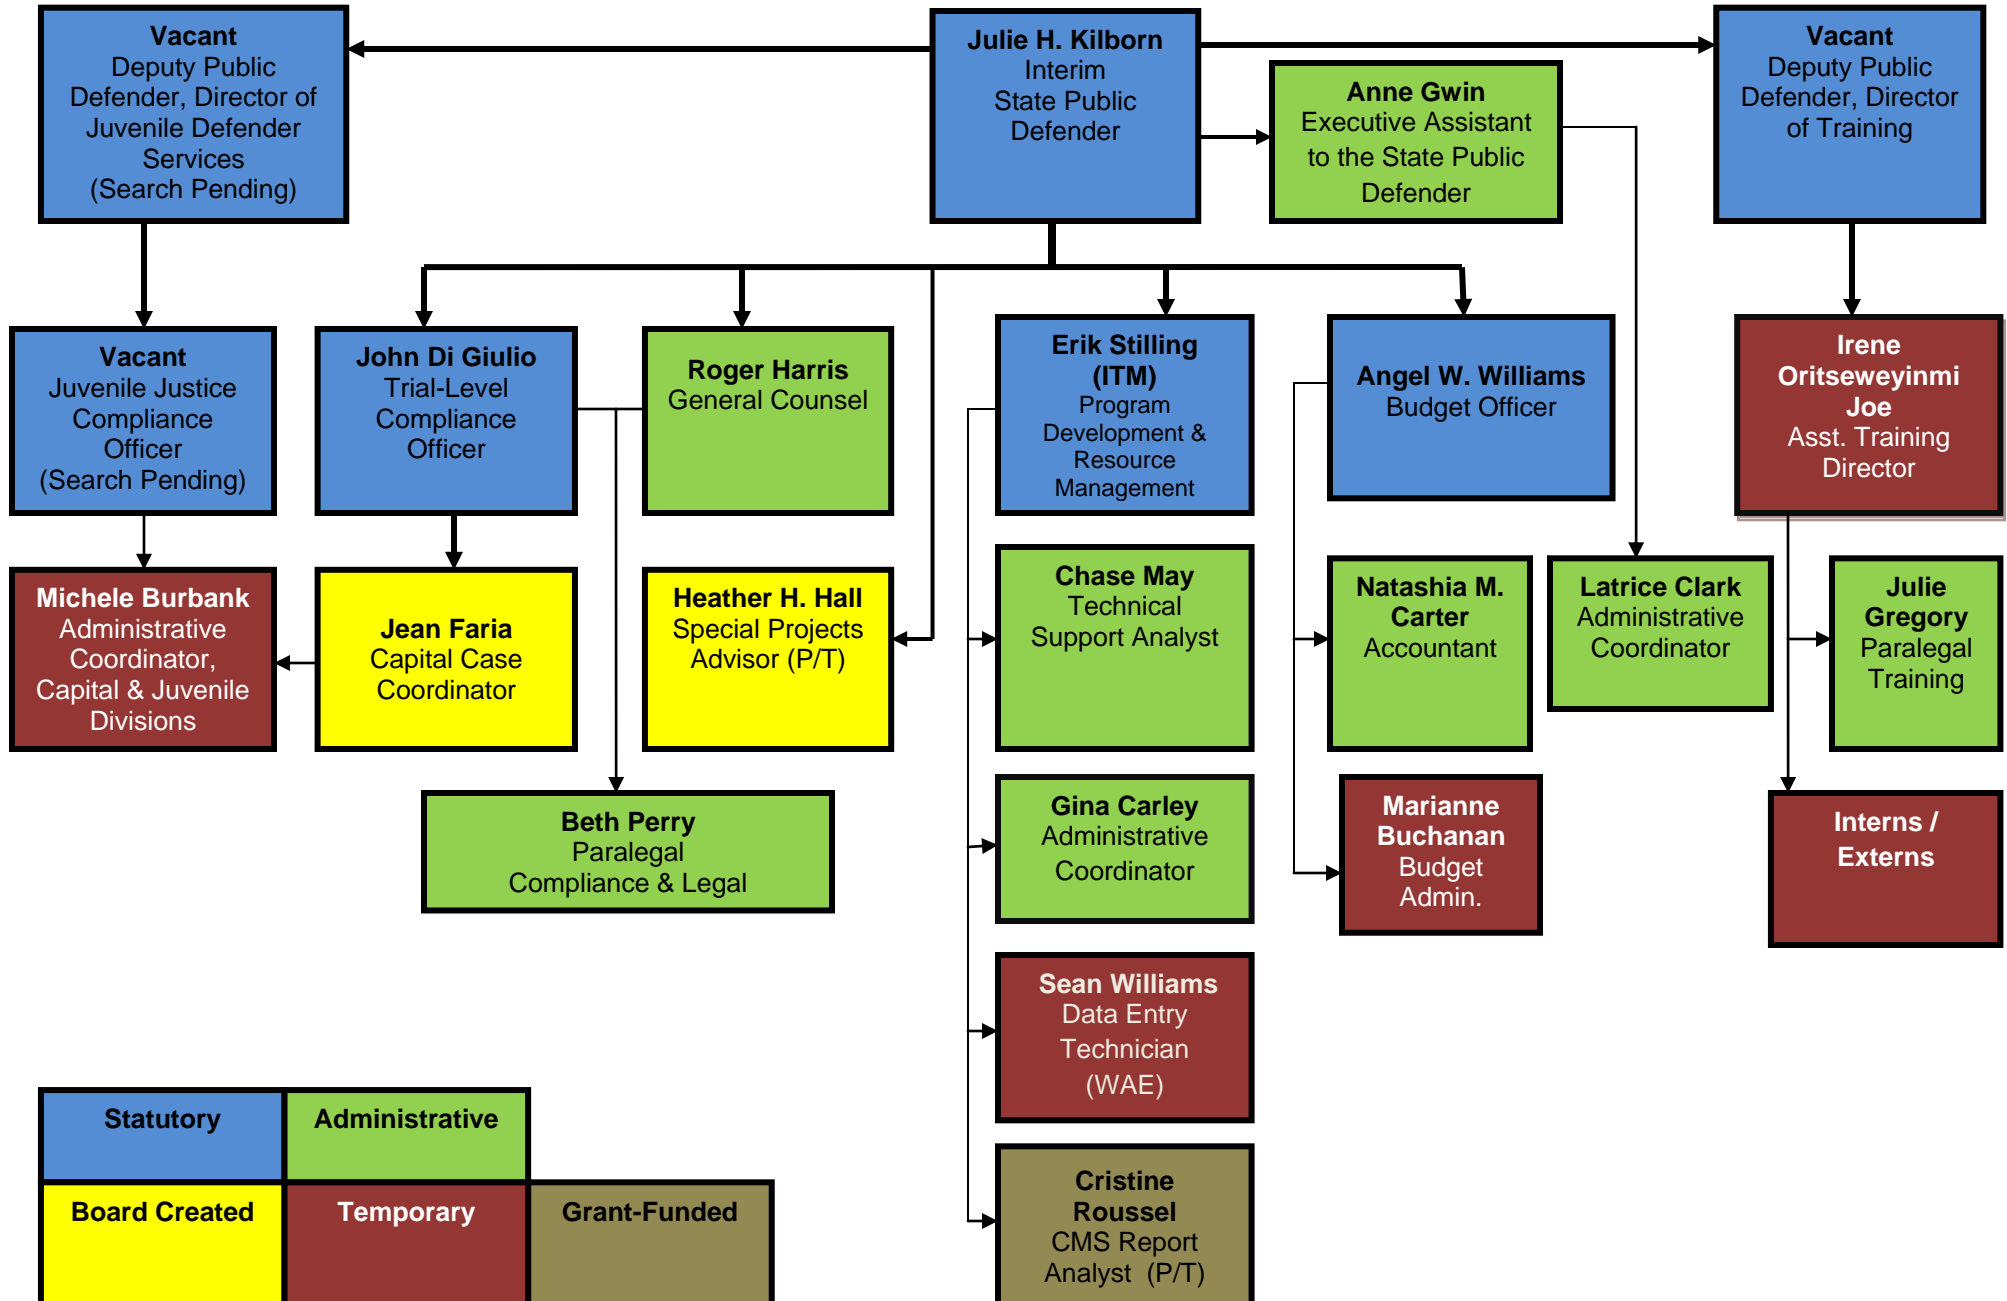 Vacant
Deputy Public
Defender, Director of
Juvenile Defender
Services
(Search Pending)
Julie H. Kilborn
Interim
State Public
Defender
Anne Gwin
Executive Assistant
to the State Public
Defender
Vacant
Deputy Public
Defender, Director
of Training
Vacant
Juvenile Justice
Compliance
Officer
(Search Pending)
John Di Giulio
Trial-Level
Compliance
Officer
Roger Harris
General Counsel
Erik Stilling
(ITM)
Program
Development &
Resource
Management
Angel W. Williams
Budget Officer
Irene
Oritseweyinmi
Joe
Asst. Training
Director
Michele Burbank
Administrative
Coordinator,
Capital & Juvenile
Divisions
Jean Faria
Capital Case
Coordinator
Heather H. Hall
Special Projects
Advisor (P/T)
Chase May
Technical
Support Analyst
Natashia M.
Carter
Accountant
Latrice Clark
Administrative
Coordinator
Julie
Gregory
Paralegal
Training
Beth Perry
Paralegal
Compliance & Legal
Gina Carley
Administrative
Coordinator
Marianne
Buchanan
Budget
Admin.
Interns /
Externs
Sean Williams
Data Entry
Technician
(WAE)
Cristine
Roussel
CMS Report
Analyst (P/T)
Statutory
Administrative
Board Created
Temporary
Grant-Funded